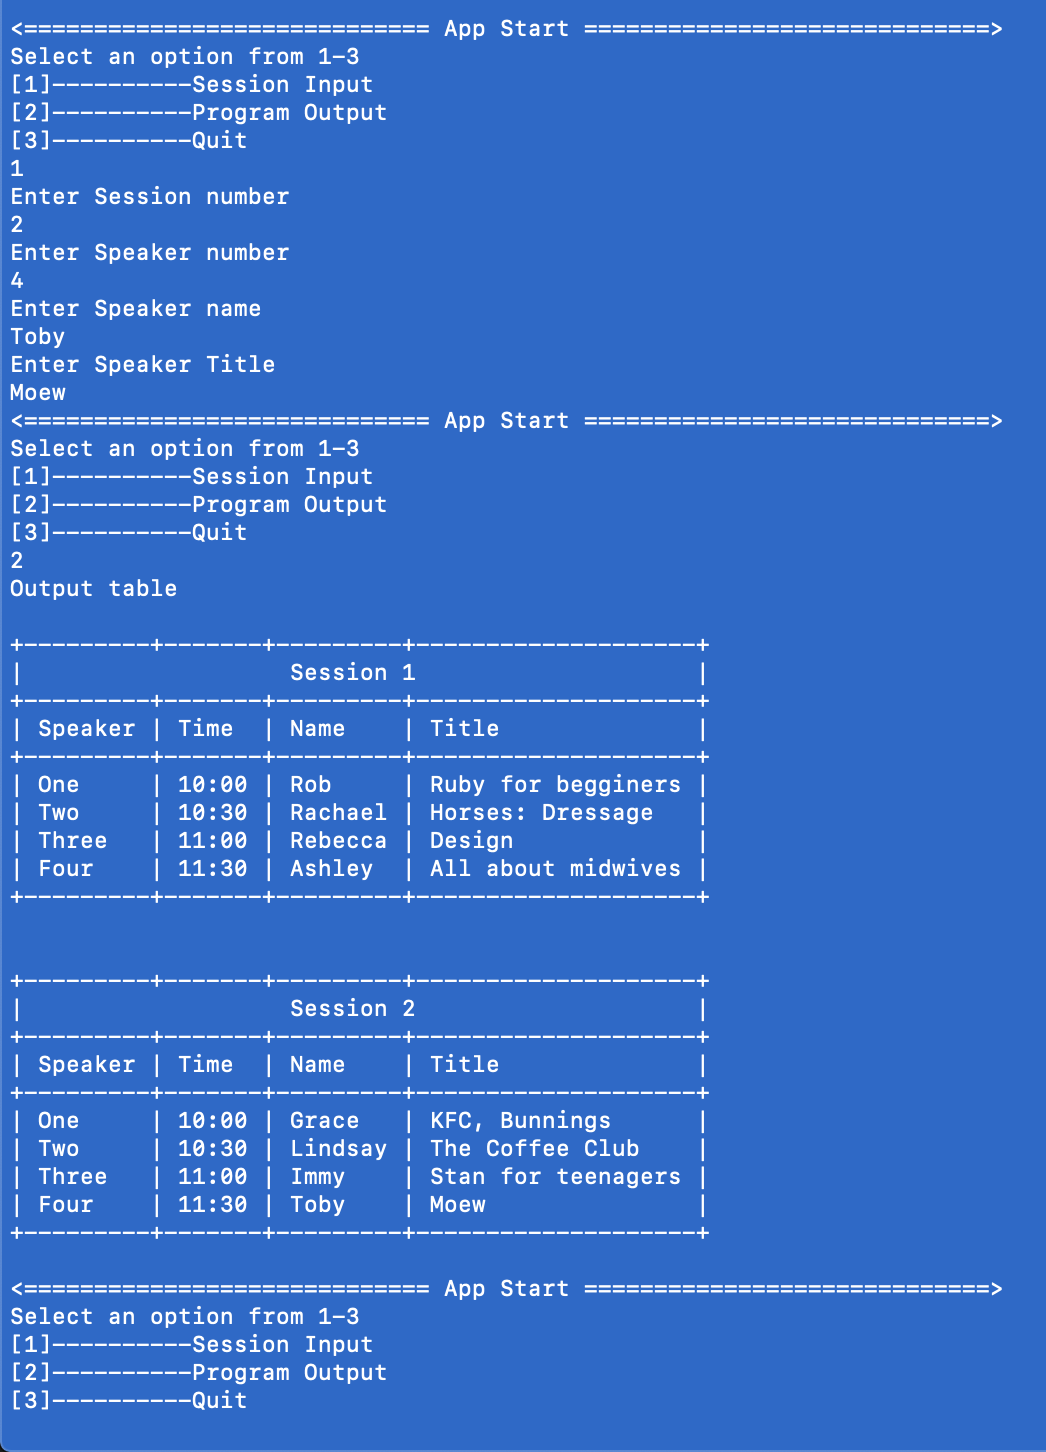 <============================= App Start =============================>
Select an option from 1-3
[1]----------Session Input
[2]----------Program Output
[3]----------Quit
1
Enter Session number
2
Enter Speaker number
4
Enter Speaker name
Toby
Enter Speaker Title
Moew
<============================= App Start =============================>
Select an option from 1-3
[1]----------Session Input
[2]----------Program Output
[3]----------Quit
2
Output table

+---------+-------+---------+--------------------+
|                   Session 1                    |
+---------+-------+---------+--------------------+
| Speaker | Time  | Name    | Title              |
+---------+-------+---------+--------------------+
| One     | 10:00 | Rob     | Ruby for begginers |
| Two     | 10:30 | Rachael | Horses: Dressage   |
| Three   | 11:00 | Rebecca | Design             |
| Four    | 11:30 | Ashley  | All about midwives |
+---------+-------+---------+--------------------+


+---------+-------+---------+--------------------+
|                   Session 2                    |
+---------+-------+---------+--------------------+
| Speaker | Time  | Name    | Title              |
+---------+-------+---------+--------------------+
| One     | 10:00 | Grace   | KFC, Bunnings      |
| Two     | 10:30 | Lindsay | The Coffee Club    |
| Three   | 11:00 | Immy    | Stan for teenagers |
| Four    | 11:30 | Toby    | Moew               |
+---------+-------+---------+--------------------+

<============================= App Start =============================>
Select an option from 1-3
[1]----------Session Input
[2]----------Program Output
[3]----------Quit